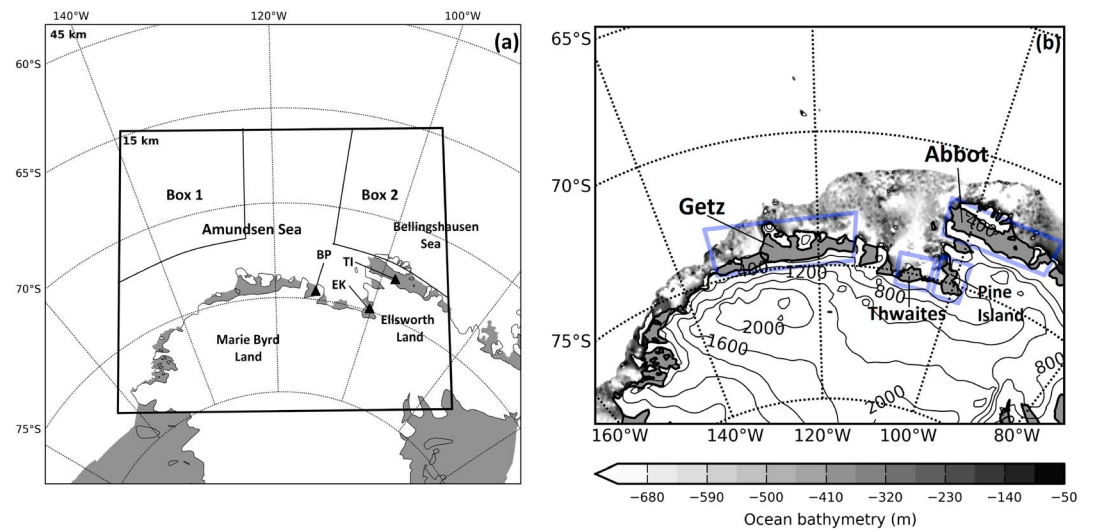 140°W
120°W
100°W
45 km
(a)
60°S
15 km
65°S
Box 1
Box 2
Amundsen Sea
Bellingshausen
Sea
BP
TI
EK
70°S
Ellsworth
Land
Marie Byrd
Land
75°S
65°S
(b)
Abbot
70°S
Getz
400
400
1200
800
Pine
Island
Thwaites
2000
1600
75°S
800
2000
160°W
140°W
120°W
100°W
80°W
−680
−590
−500
−410
−320
−230
−140
−50
Ocean bathymetry (m)